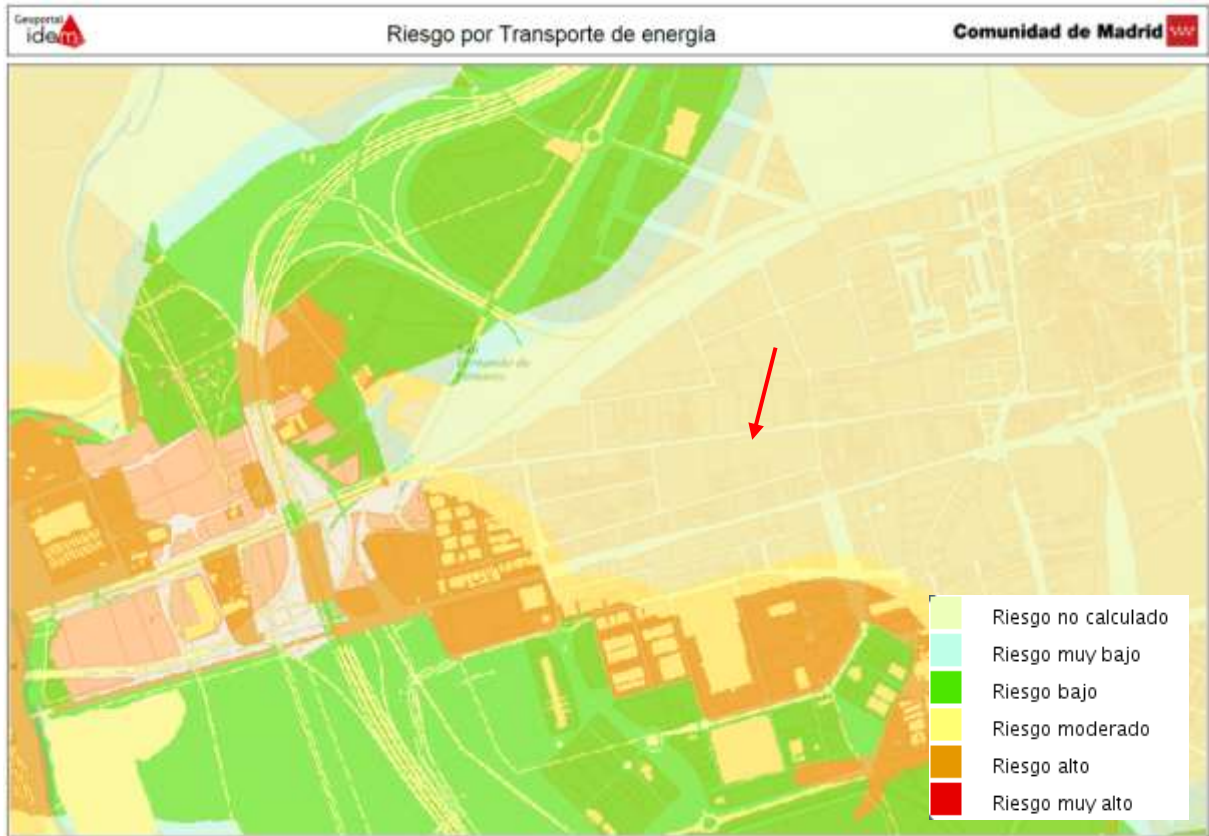 Geoportal
idem
Riesgo por Transporte de energía
Comunidad de Madrid
Riesgo no calculado
Riesgo muy bajo
Riesgo bajo
Riesgo moderado
Riesgo alto
Riesgo muy alto